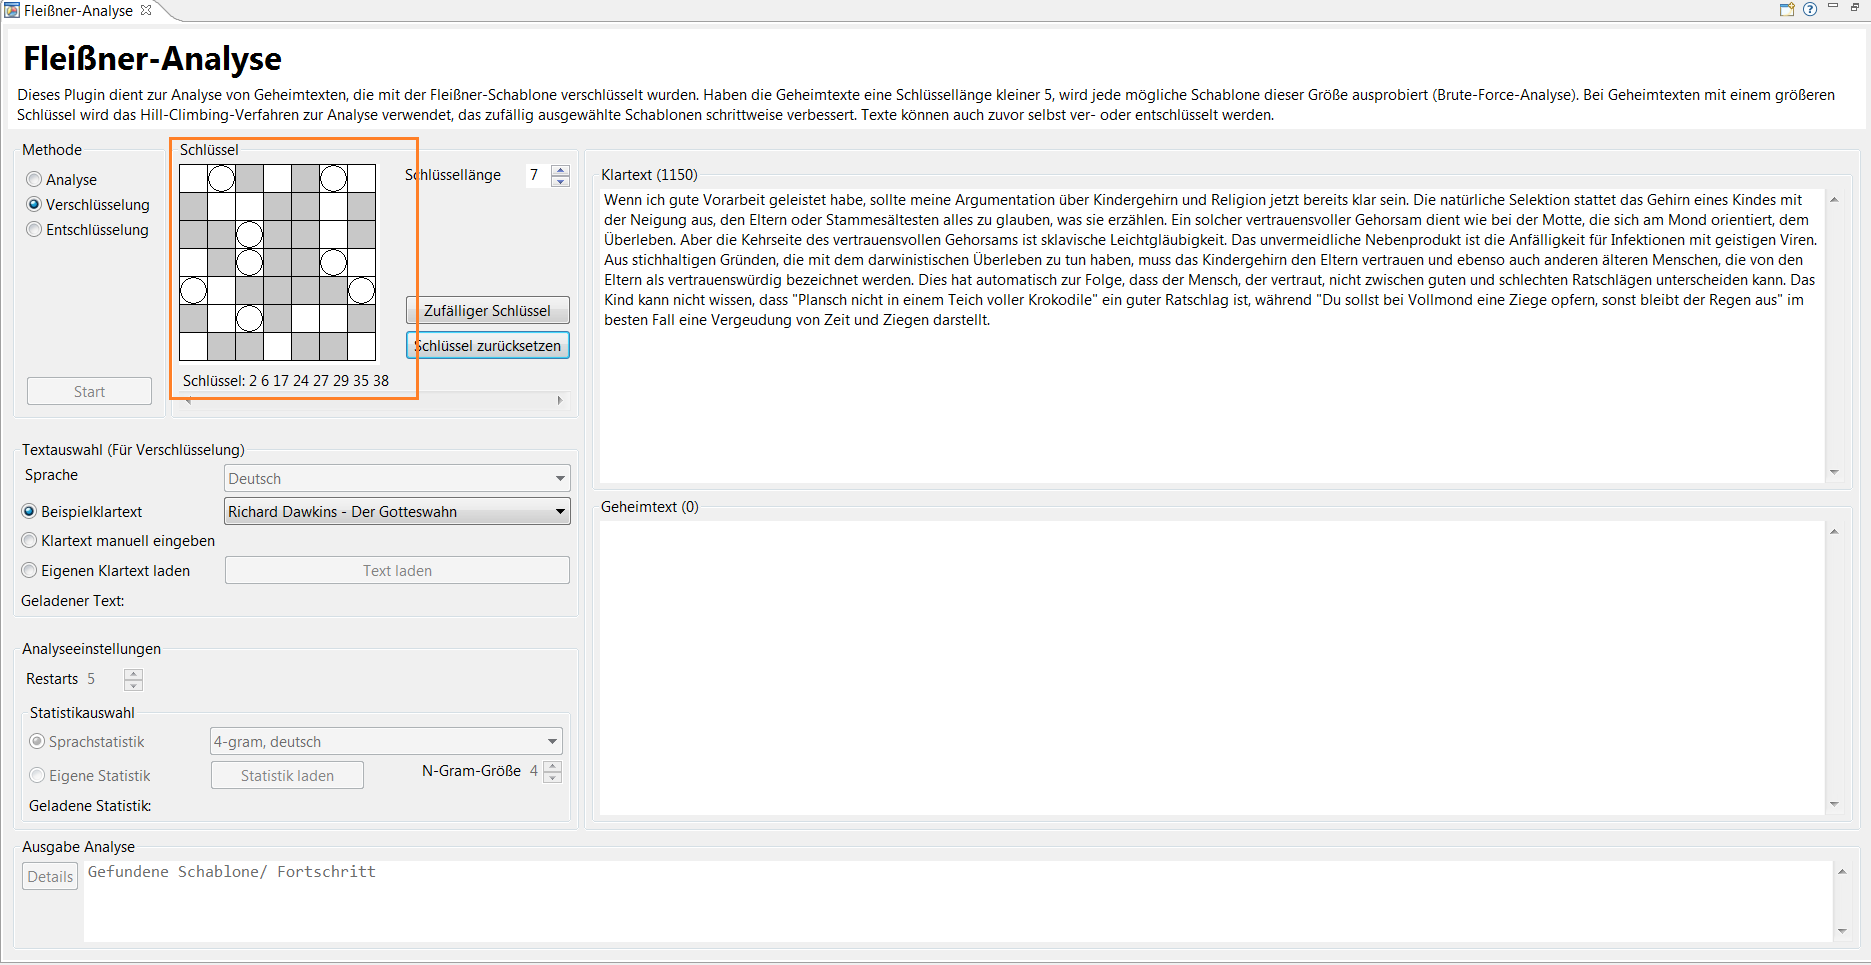 Fleißner-Analyse
Fleißner-Analyse
Dieses Plugin dient zur Analyse von Geheimtexten, die mit der Fleißner-Schablone verschlüsselt wurden. Haben die Geheimtexte eine Schlüssellänge kleiner 5, wird jede mögliche Schablone dieser Größe ausprobiert (Brute-Force-Analyse). Bei Geheimtexten mit einem größeren
Schlüssel wird das Hill-Climbing-Verfahren zur Analyse verwendet, das zufällig ausgewählte Schablonen schrittweise verbessert. Texte können auch zuvor selbst ver- oder entschlüsselt werden.
Methode
Analyse
Verschlüsselung
Entschlüsselung
Start
Schlüssel
Schlüssellänge 7
Zufälliger Schlüssel
Schlüssel zurücksetzen
Schlüssel: 2 6 17 24 27 29 35 38
Textauswahl (Für Verschlüsselung)
Sprache Deutsch
Beispielklartext Richard Dawkins - Der Gotteswahn
Klartext manuell eingeben
Eigenen Klartext laden Text laden
Geladener Text:
Analyseeinstellungen
Restarts 5
Statistikauswahl
Sprachstatistik 4-gram, deutsch
Eigene Statistik Statistik laden N-Gram-Größe 4
Geladene Statistik:
Klartext (1150)
Wenn ich gute Vorarbeit geleistet habe, sollte meine Argumentation über Kindergehirn und Religion jetzt bereits klar sein. Die natürliche Selektion stattet das Gehirn eines Kindes mit
der Neigung aus, den Eltern oder Stammesältesten alles zu glauben, was sie erzählen. Ein solcher vertrauensvoller Gehorsam dient wie bei der Motte, die sich am Mond orientiert, dem
Überleben. Aber die Kehrseite des vertrauensvollen Gehorsams ist sklavische Leichtgläubigkeit. Das unvermeidliche Nebenprodukt ist die Anfälligkeit für Infektionen mit geistigen Viren.
Aus stichhaltigen Gründen, die mit dem darwinistischen Überleben zu tun haben, muss das Kindergehirn den Eltern vertrauen und ebenso auch anderen älteren Menschen, die von den
Eltern als vertrauenswürdig bezeichnet werden. Dies hat automatisch zur Folge, dass der Mensch, der vertraut, nicht zwischen guten und schlechten Ratschlägen unterscheiden kann. Das
Kind kann nicht wissen, dass "Plansch nicht in einem Teich voller Krokodile" ein guter Ratschlag ist, während "Du sollst bei Vollmond eine Ziege opfern, sonst bleibt der Regen aus" im
besten Fall eine Vergeudung von Zeit und Ziegen darstellt.
Geheimtext (0)
Ausgabe Analyse
Details
Gefundene Schablone/ Fortschritt